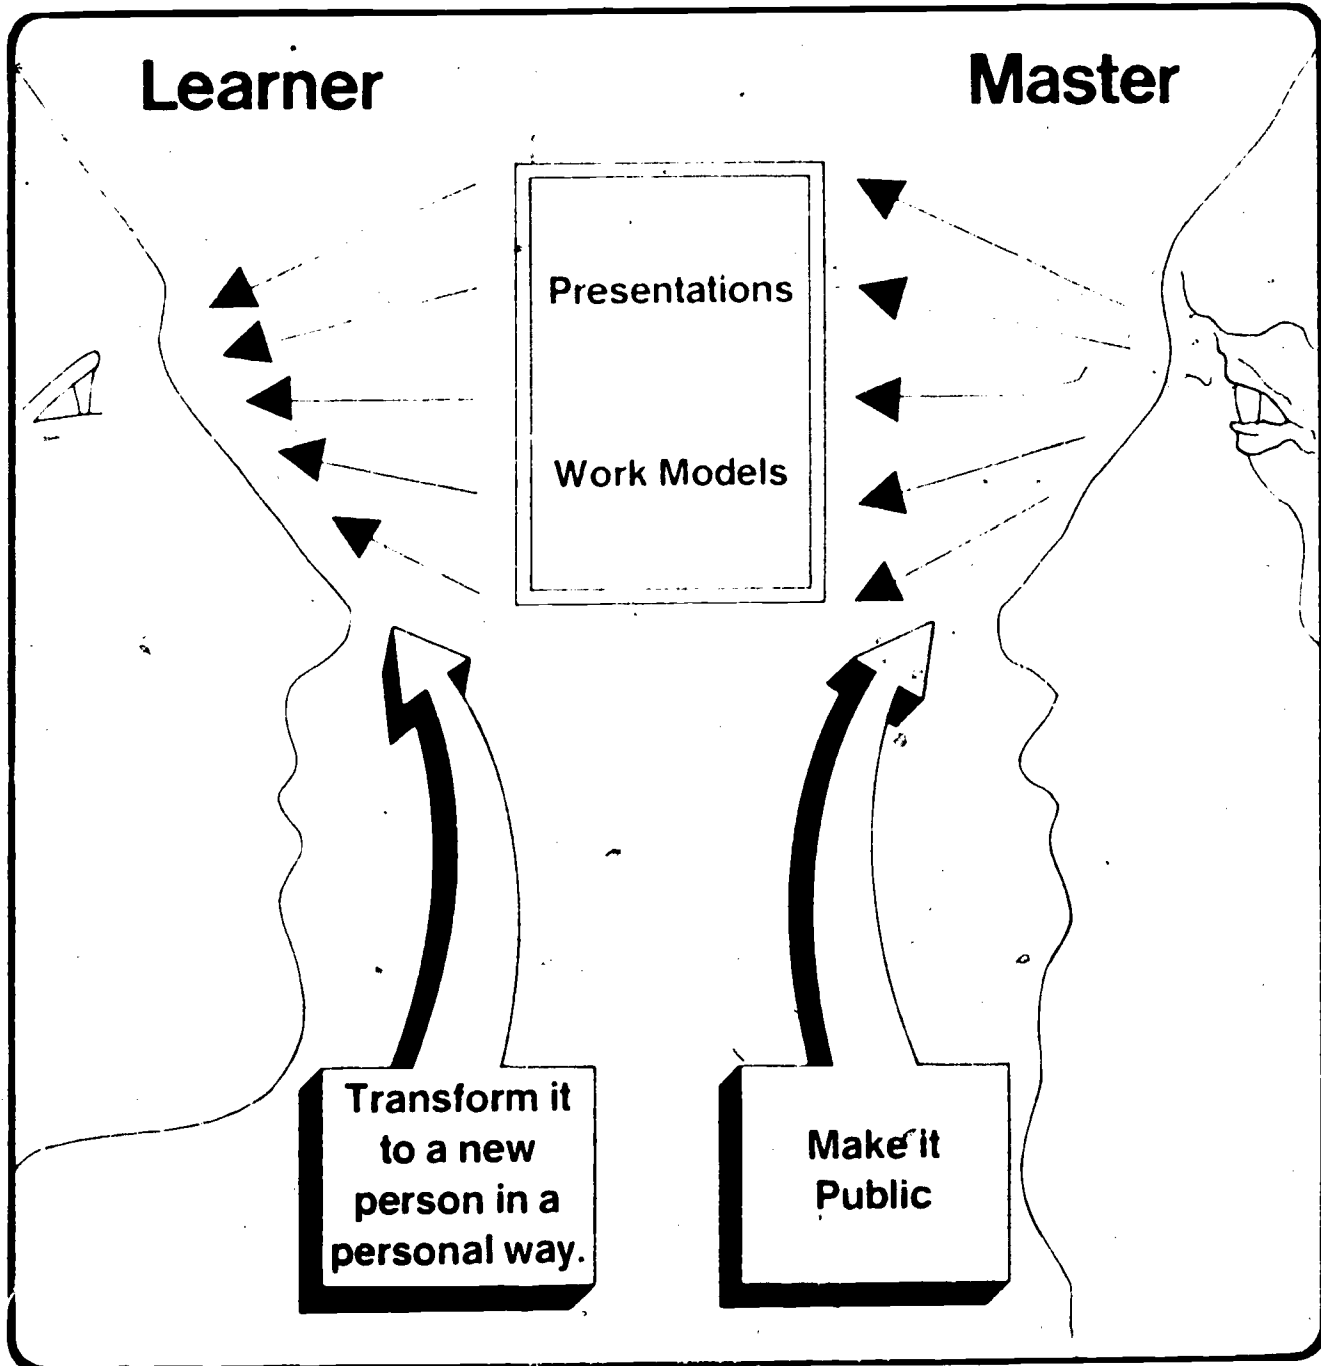 Learner
Master
Presentations
Work Models
Transform it
to a new
person in a
personal way.
Make it
Public